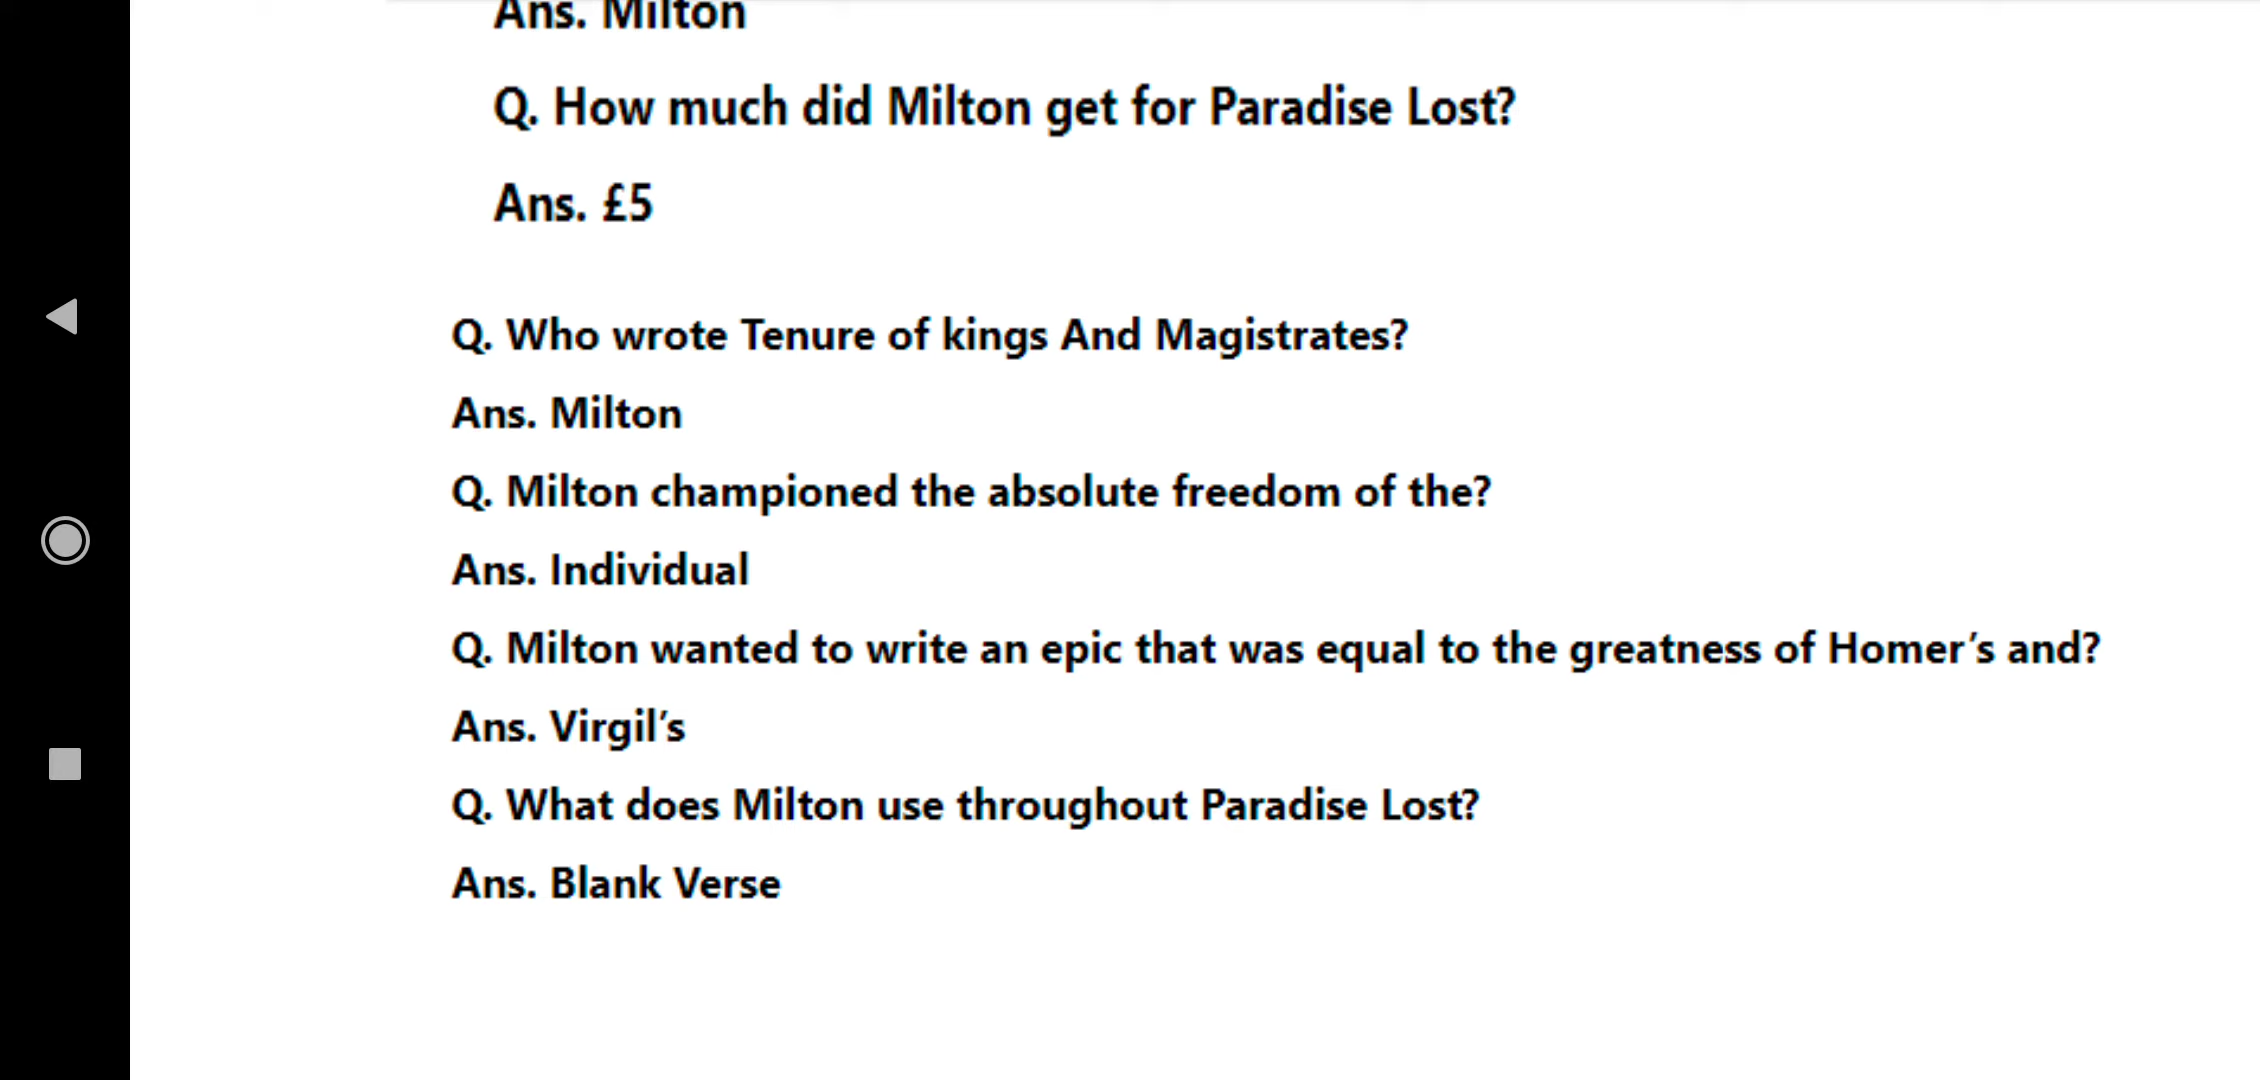 Ans. Milton
Q. How much did Milton get for Paradise Lost?
Ans. £5
Q. Who wrote Tenure of kings And Magistrates?
Ans. Milton
Q. Milton championed the absolute freedom of the?
Ans. Individual
Q. Milton wanted to write an epic that was equal to the greatness of Homer’s and?
Ans. Virgil’s
Q. What does Milton use throughout Paradise Lost?
Ans. Blank Verse